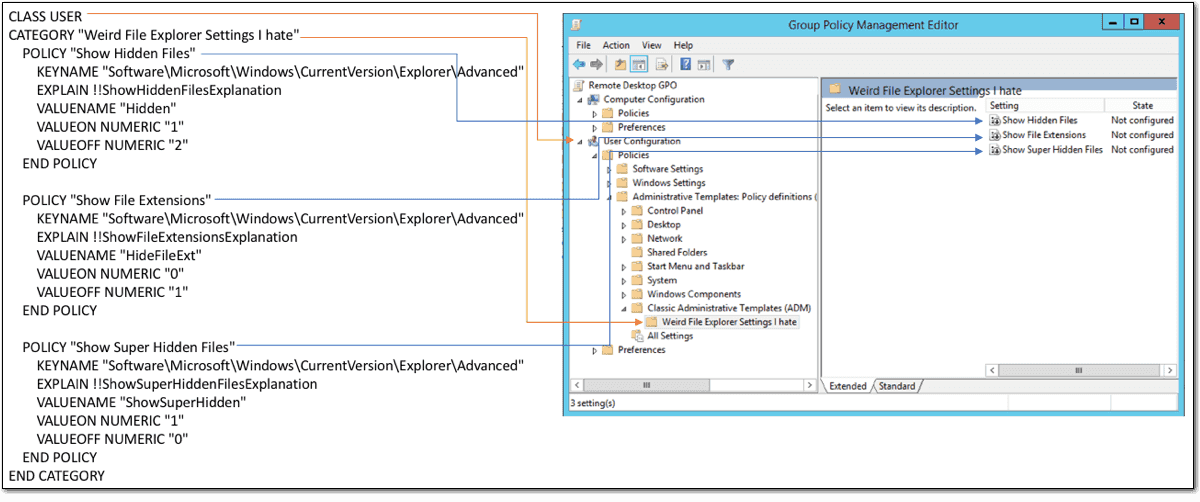 CLASS USER
CATEGORY "Weird File Explorer Settings I hate"
POLICY "Show Hidden Files"
KEYNAME "Software\Microsoft\Windows\CurrentVersion\Explorer\Advanced"
EXPLAIN !!ShowHiddenFilesExplanation
VALUENAME "Hidden"
VALUEON NUMERIC "1"
VALUEOFF NUMERIC "2"
END POLICY
POLICY "Show File Extensions"
KEYNAME "Software\Microsoft\Windows\CurrentVersion\Explorer\Advanced"
EXPLAIN !!ShowFileExtensionsExplanation
VALUENAME "HideFileExt"
VALUEON NUMERIC "0"
VALUEOFF NUMERIC "1"
END POLICY
POLICY "Show Super Hidden Files"
KEYNAME "Software\Microsoft\Windows\CurrentVersion\Explorer\Advanced"
EXPLAIN !!ShowSuperHiddenFilesExplanation
VALUENAME "ShowSuperHidden"
VALUEON NUMERIC "1"
VALUEOFF NUMERIC "0"
END POLICY
END CATEGORY
Group Policy Management Editor
File Action View Help
Remote Desktop GPO
Computer Configuration
Policies
Preferences
User Configuration
Policies
Software Settings
Windows Settings
Administrative Templates: Policy definitions (
Control Panel
Desktop
Network
Shared Folders
Start Menu and Taskbar
System
Windows Components
Classic Administrative Templates (ADM)
Weird File Explorer Settings I hate
All Settings
Preferences
Weird File Explorer Settings I hate
Select an item to view its description.
Setting State
Show Hidden Files Not configured
Show File Extensions Not configured
Show Super Hidden Files Not configured
Extended Standard
3 setting(s)